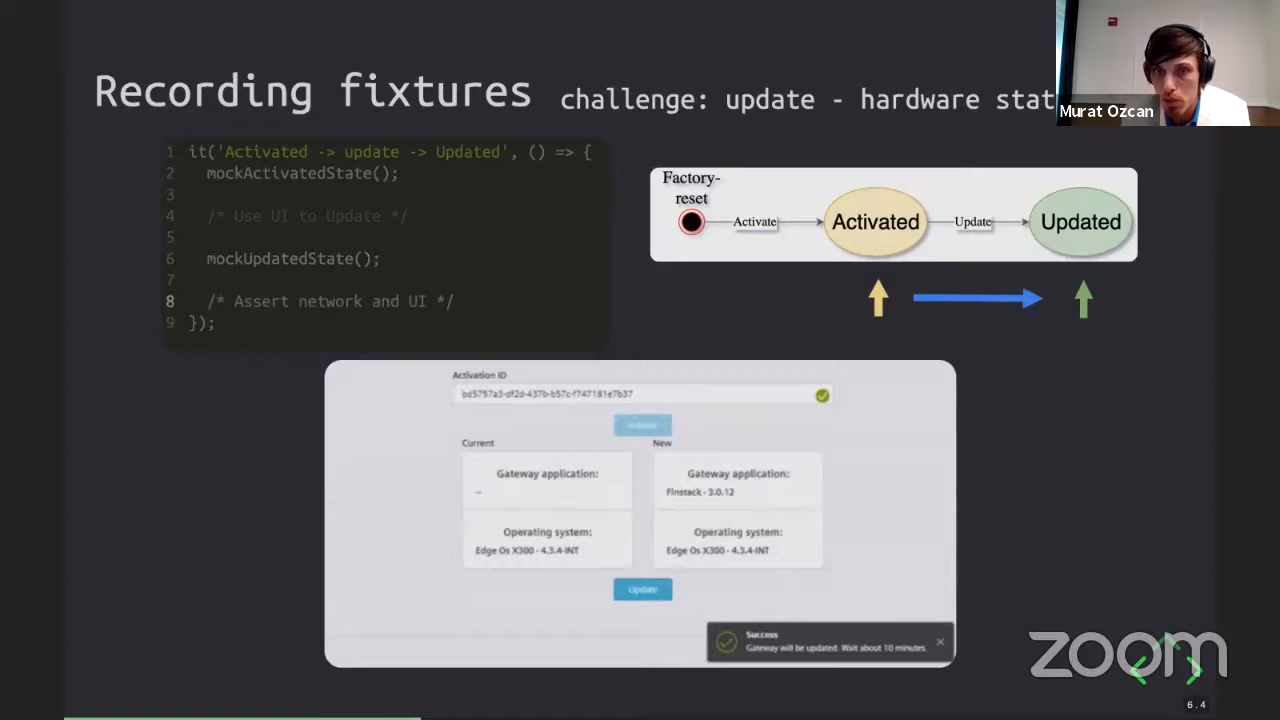 Recording fixtures challenge: update - hardware stat
Murat Ozcan
1 it('Activated -> update -> Updated', () => {
2 mockActivatedState();
3
4 /* Use UI to Update */
5
6 mockUpdatedState();
7
8 /* Assert network and UI */
9 });
Factory-
reset
Activate
Activated
Update
Updated
Activation ID
bd5757a3-df2d-437b-b57c-f747181e7b37
Current
New
Gateway application:
--
Gateway application:
Finstack - 3.0.12
Operating system:
Edge Os X300 - 4.3.4-INT
Operating system:
Edge Os X300 - 4.3.4-INT
Update
Success
Gateway will be updated. Wait about 10 minutes.
zoom
6.4